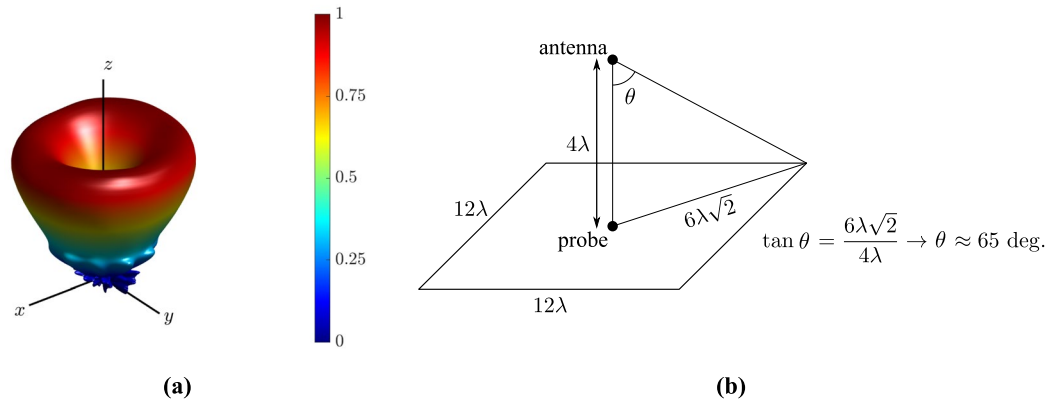 z
x
y
1
0.75
0.5
0.25
0
(a)
antenna
θ
4λ
12λ
6λ√2
probe
12λ
tan θ = 6λ√2 / 4λ → θ ≈ 65 deg.
(b)